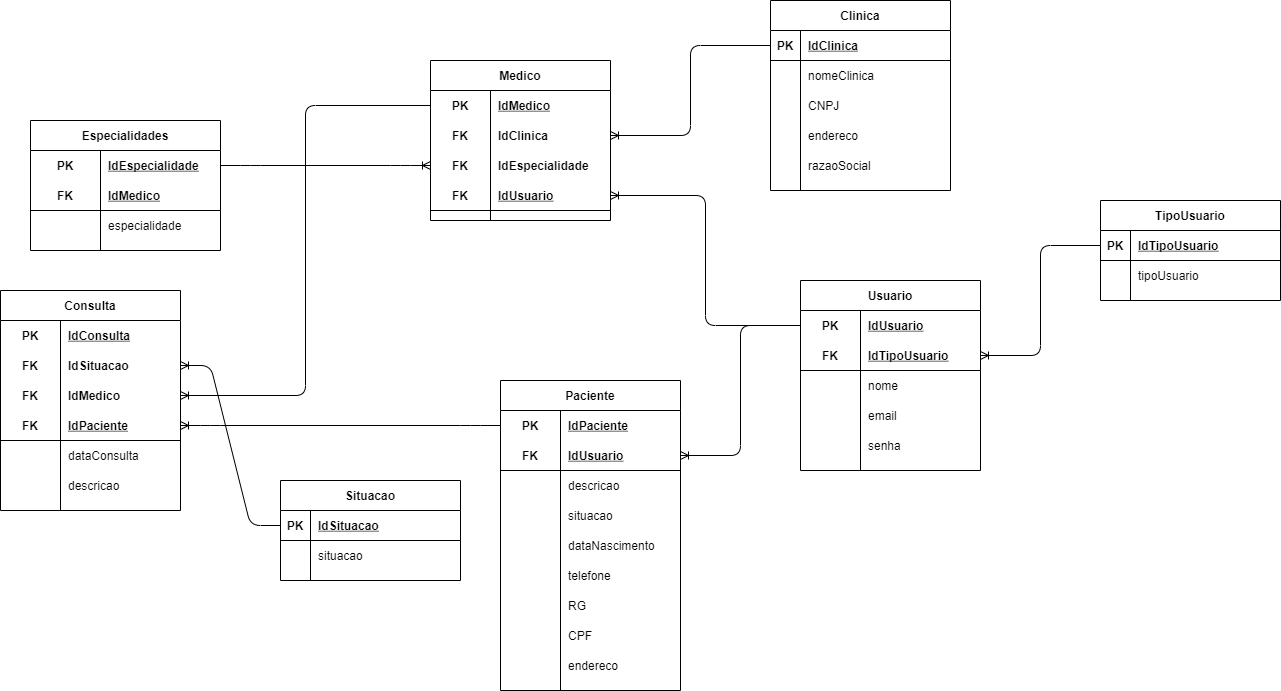 Clinica
PK IdClinica
nomeClinica
CNPJ
endereco
razaoSocial
Medico
PK IdMedico
FK IdClinica
FK IdEspecialidade
FK IdUsuario
Especialidades
PK IdEspecialidade
FK IdMedico
especialidade
TipoUsuario
PK IdTipoUsuario
tipoUsuario
Usuario
PK IdUsuario
FK IdTipoUsuario
nome
email
senha
Consulta
PK IdConsulta
FK IdSituacao
FK IdMedico
FK IdPaciente
dataConsulta
descricao
Paciente
PK IdPaciente
FK IdUsuario
descricao
situacao
dataNascimento
telefone
RG
CPF
endereco
Situacao
PK IdSituacao
situacao